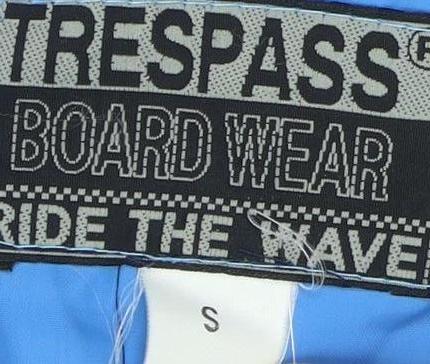 TRESPASS®
BOARD WEAR
RIDE THE WAVE
S